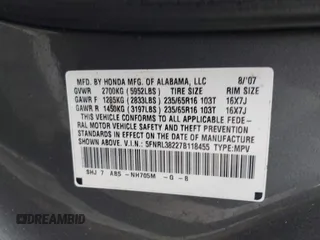 MFD. BY HONDA MFG. OF ALABAMA, LLC 8/'07
GVWR 2700KG (5952LBS) TIRE SIZE RIM SIZE
GAWR F 1285KG (2833LBS) 235/65R16 103T 16X7J
GAWR R 1450KG (3197LBS) 235/65R16 103T 16X7J
THIS VEHICLE CONFORMS TO ALL APPLICABLE FEDE-
RAL MOTOR VEHICLE SAFETY AND THEFT PREVENTION
STANDARDS IN EFFECT ON THE DATE OF MANUFACTURE
SHOWN ABOVE. V.I.N.: 5FNRL38227B118455 TYPE:MPV
SHJ 7 ABS -NH705M -G -B
DREAMBID